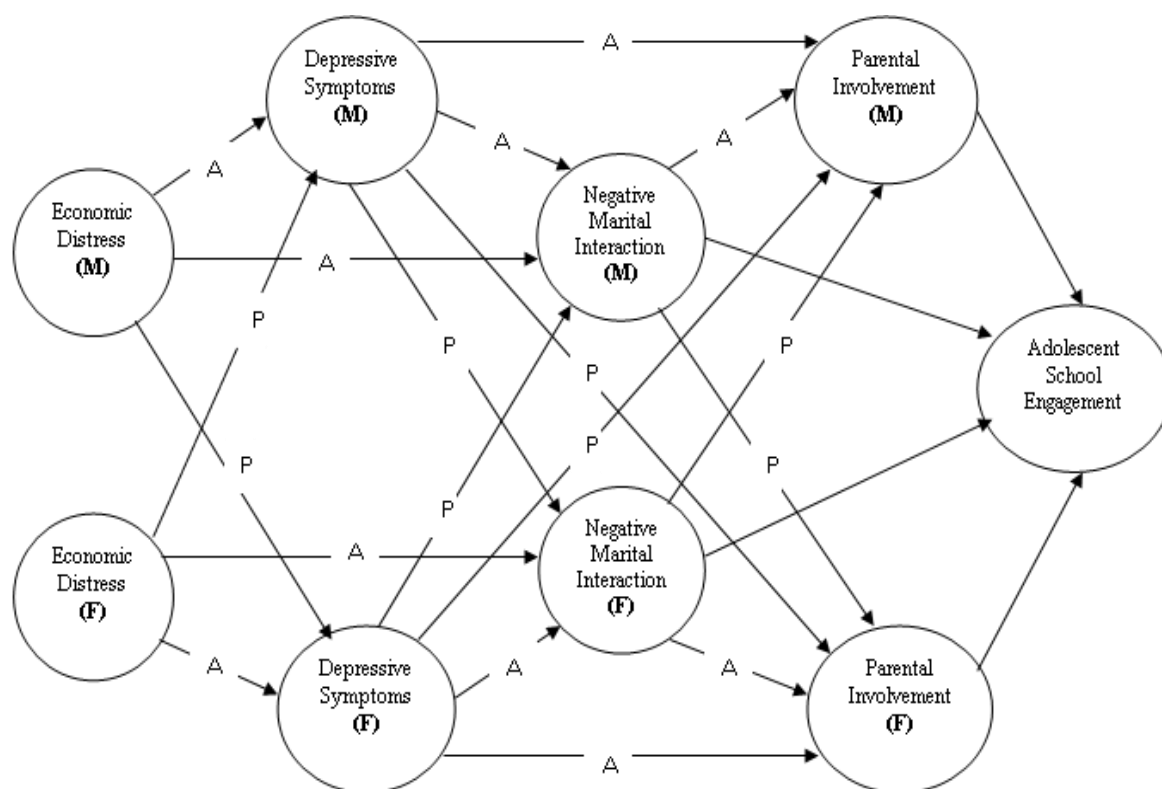 A
Depressive
Symptoms
(M)
Parental
Involvement
(M)
A
A
A
Economic
Distress
(M)
Negative
Marital
Interaction
(M)
A
P
P
P
P
P
P
P
P
Adolescent
School
Engagement
Economic
Distress
(F)
A
Negative
Marital
Interaction
(F)
A
A
A
Depressive
Symptoms
(F)
Parental
Involvement
(F)
A